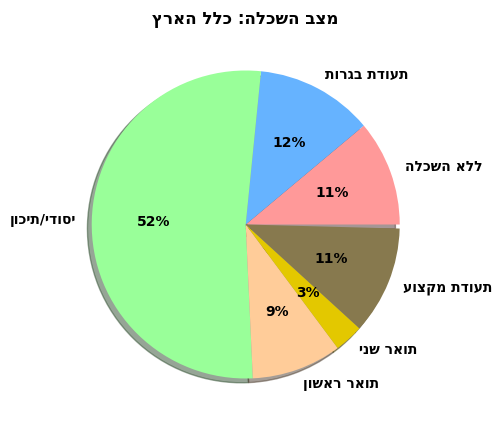 מצב השכלה: כלל הארץ
תעודת בגרות
12%
ללא השכלה
11%
יסודי/תיכון
52%
תעודת מקצוע
11%
3%
9%
תואר שני
תואר ראשון